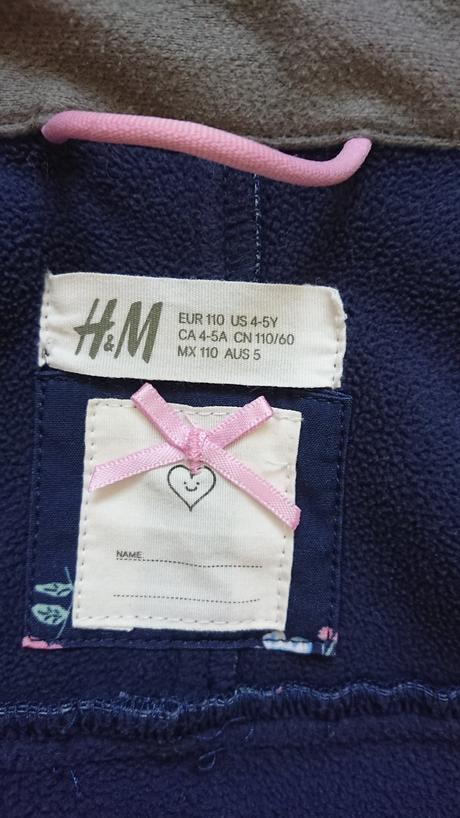 H&M
EUR 110 US 4-5Y
CA 4-5A CN 110/60
MX 110 AUS 5
NAME